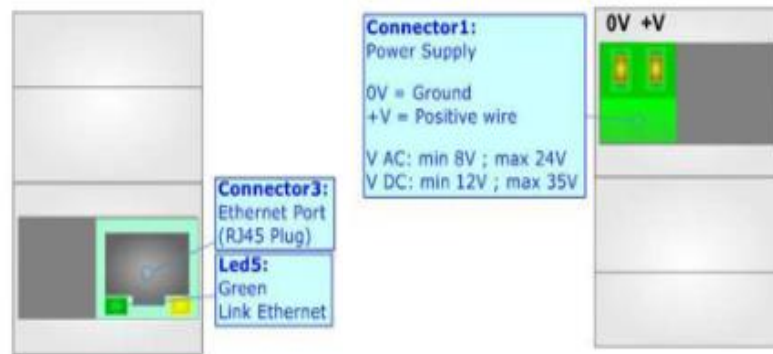 Connector1:
Power Supply
0V = Ground
+V = Positive wire
V AC: min 8V ; max 24V
V DC: min 12V ; max 35V
0V +V
Connector3:
Ethernet Port
(RJ45 Plug)
Led5:
Green
Link Ethernet